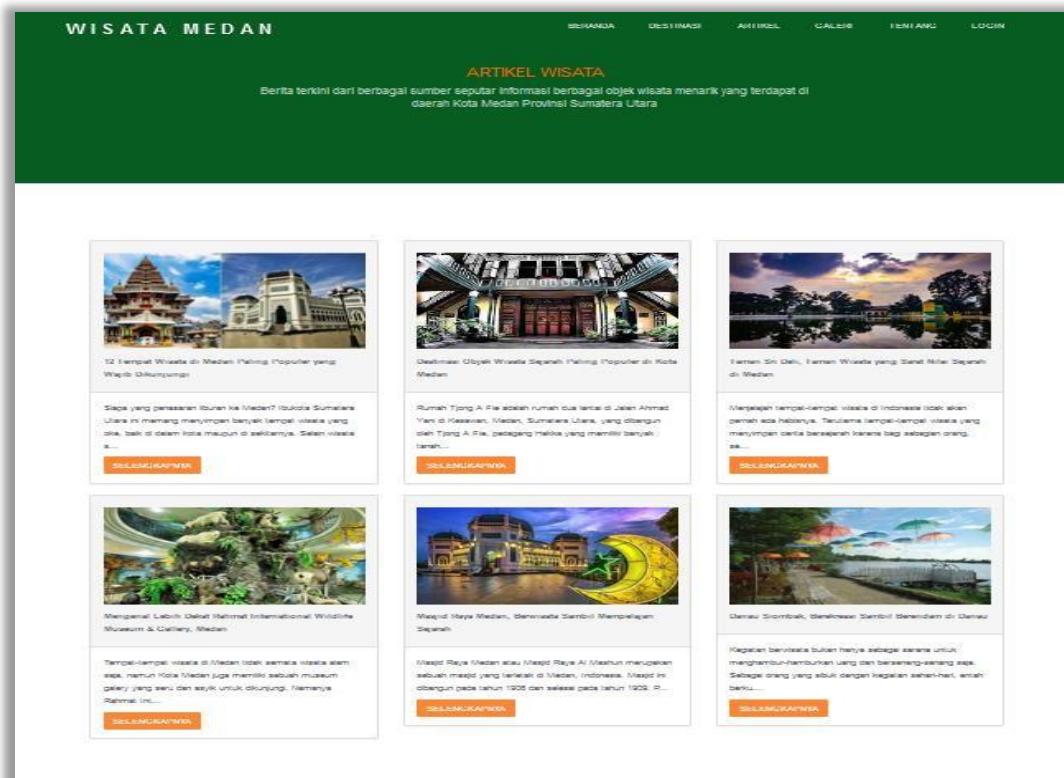 WISATA MEDAN
BERANDA DESTINASI ARTIKEL GALERI TENTANG LOGIN
ARTIKEL WISATA
Berita terkini dari berbagai sumber seputar informasi berbagai objek wisata menarik yang terdapat di
daerah Kota Medan Provinsi Sumatera Utara
12 Tempat Wisata di Medan Paling Populer yang
Wajib Dikunjungi
Siapa yang penasaran liburan ke Medan? Ibukota Sumatera
Utara ini memang menyimpan banyak tempat wisata yang
oke, baik di dalam kota maupun di sekitarnya. Selain wisata
a...
SELENGKAPNYA
Destinasi Objek Wisata Sejarah Paling Populer di Kota
Medan
Rumah Tjong A Fie adalah rumah dua lantai di Jalan Ahmad
Yani di Kesawan, Medan, Sumatera Utara, yang dibangun
oleh Tjong A Fie, pedagang Hakka yang memiliki banyak
tanah...
SELENGKAPNYA
Taman Sri Deli, Taman Wisata yang Sarat Nilai Sejarah
di Medan
Menjelajah tempat-tempat wisata di Indonesia tidak akan
pernah ada habisnya. Terutama tempat-tempat wisata yang
menyimpan cerita bersejarah karena bagi sebagian orang,
se...
SELENGKAPNYA
Mengenal Lebih Dekat Rahmat International Wildlife
Museum & Gallery, Medan
Tempat-tempat wisata di Medan tidak semata wisata alam
saja, namun Kota Medan juga memiliki sebuah museum
galery yang seru dan asyik untuk dikunjungi. Namanya
Rahmat Int...
SELENGKAPNYA
Masjid Raya Medan, Berwisata Sambil Mempelajari
Sejarah
Masjid Raya Medan atau Masjid Raya Al Mashun merupakan
sebuah masjid yang terletak di Medan, Indonesia. Masjid ini
dibangun pada tahun 1906 dan selesai pada tahun 1909. P...
SELENGKAPNYA
Danau Siombak, Berekreasi Sambil Berendam di Danau
Kegiatan berwisata bukan hanya sebagai sarana untuk
menghambur-hamburkan uang dan bersenang-senang saja.
Sebagai orang yang sibuk dengan kegiatan sehari-hari, entah
berku...
SELENGKAPNYA